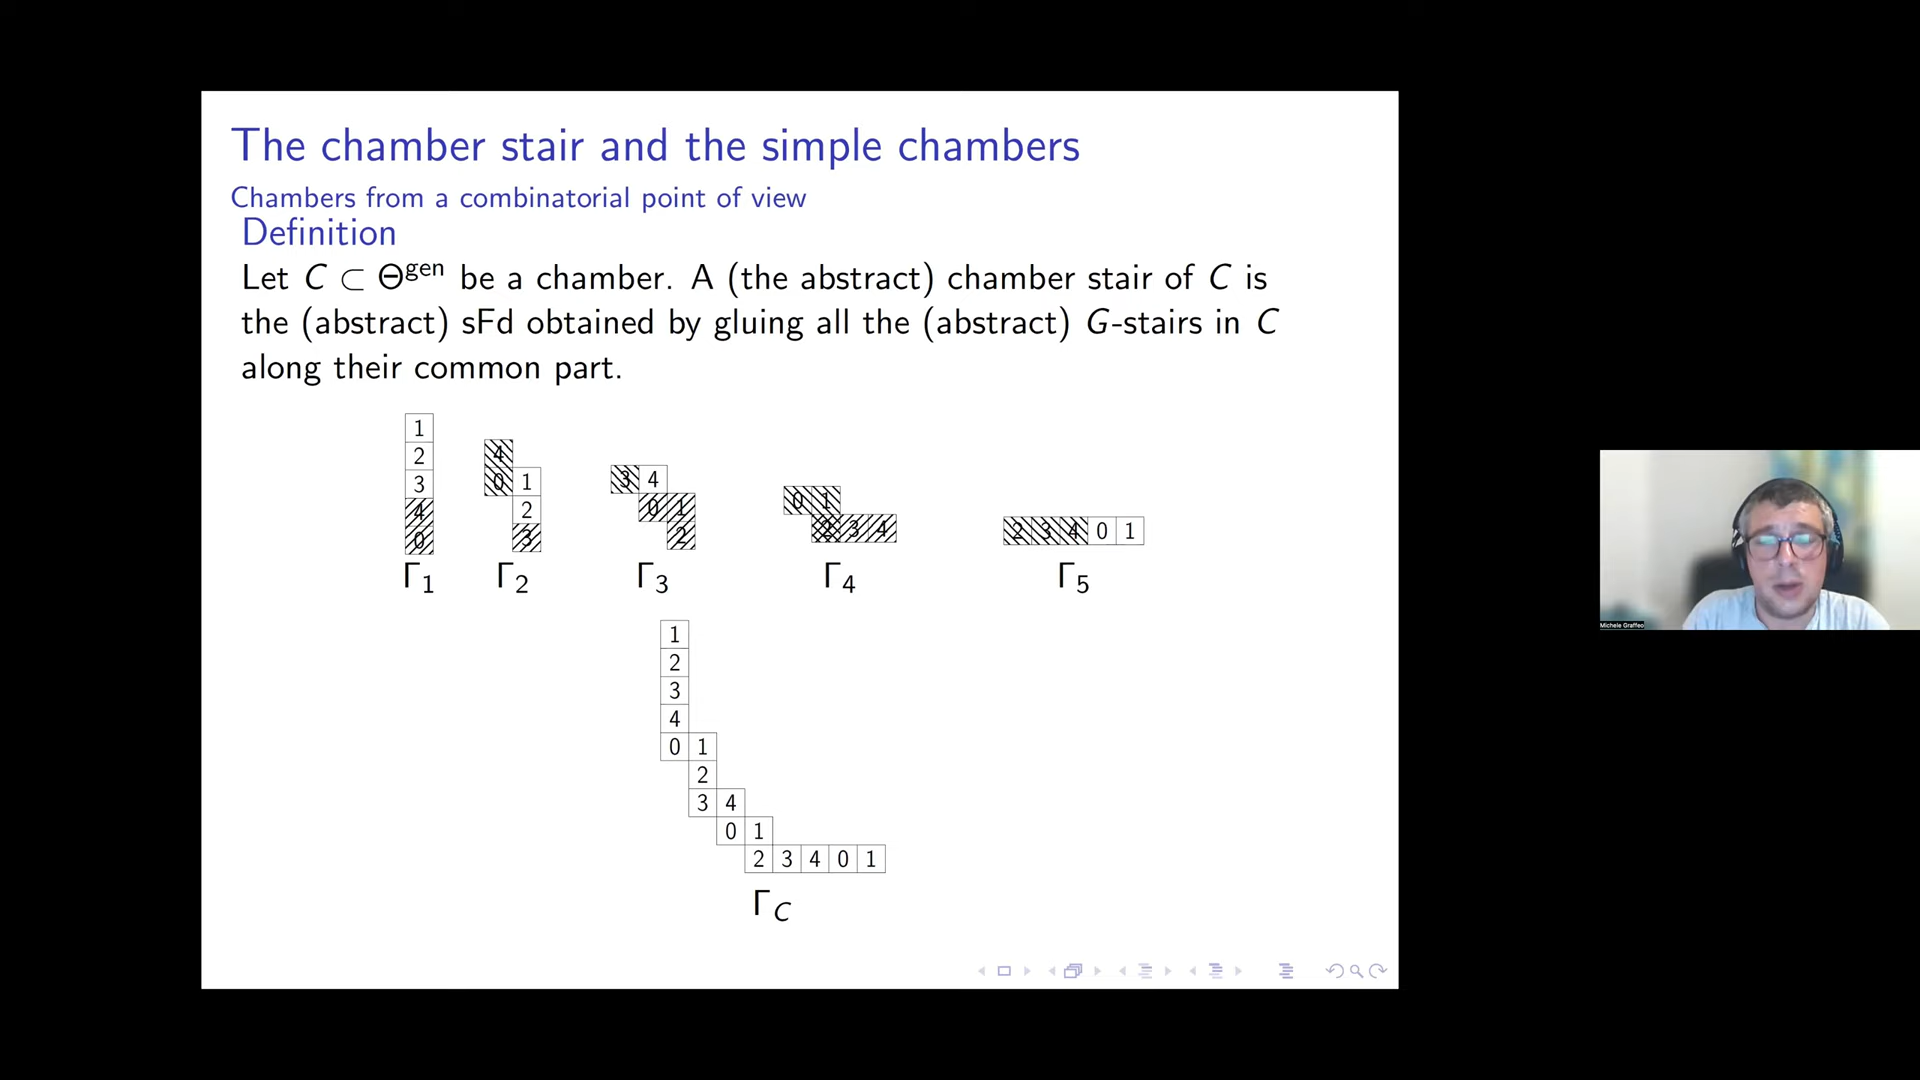 The chamber stair and the simple chambers
Chambers from a combinatorial point of view
Definition
Let C ⊂ Θ^gen be a chamber. A (the abstract) chamber stair of C is
the (abstract) sFd obtained by gluing all the (abstract) G-stairs in C
along their common part.
1
2
3
4
0
Γ₁
4
0 1
2
3
Γ₂
3 4
0 1
2
Γ₃
0 1
2 3 4
Γ₄
2 3 4 0 1
Γ₅
1
2
3
4
0 1
2
3 4
0 1
2 3 4 0 1
Γ_C
Michele Graffeo